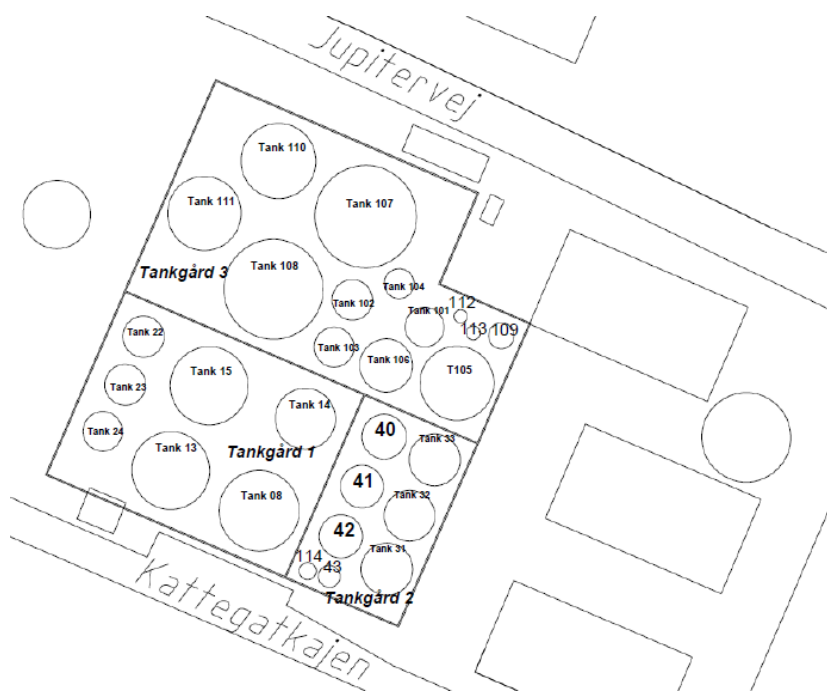 Jupitervej
Tank 110
Tank 111
Tank 107
Tankgård 3
Tank 108
Tank 104
Tank 102
112
Tank 101
113
109
Tank 22
Tank 103
Tank 106
T105
Tank 15
Tank 23
Tank 14
Tank 24
Tank 13
Tankgård 1
40
Tank 33
41
Tank 08
Tank 32
42
114
43
Tank 31
Tankgård 2
Kattegatkajen